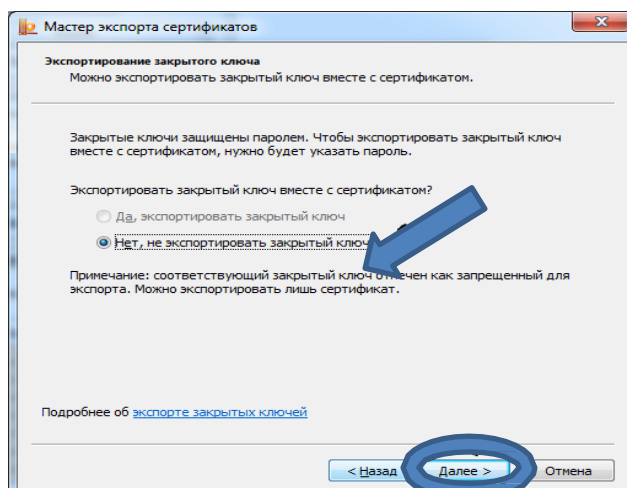 Мастер экспорта сертификатов
Экспортирование закрытого ключа
Можно экспортировать закрытый ключ вместе с сертификатом.
Закрытые ключи защищены паролем. Чтобы экспортировать закрытый ключ
вместе с сертификатом, нужно будет указать пароль.
Экспортировать закрытый ключ вместе с сертификатом?
Да, экспортировать закрытый ключ
Нет, не экспортировать закрытый ключ
Примечание: соответствующий закрытый ключ отмечен как запрещенный для
экспорта. Можно экспортировать лишь сертификат.
Подробнее об экспорте закрытых ключей
< Назад Далее > Отмена